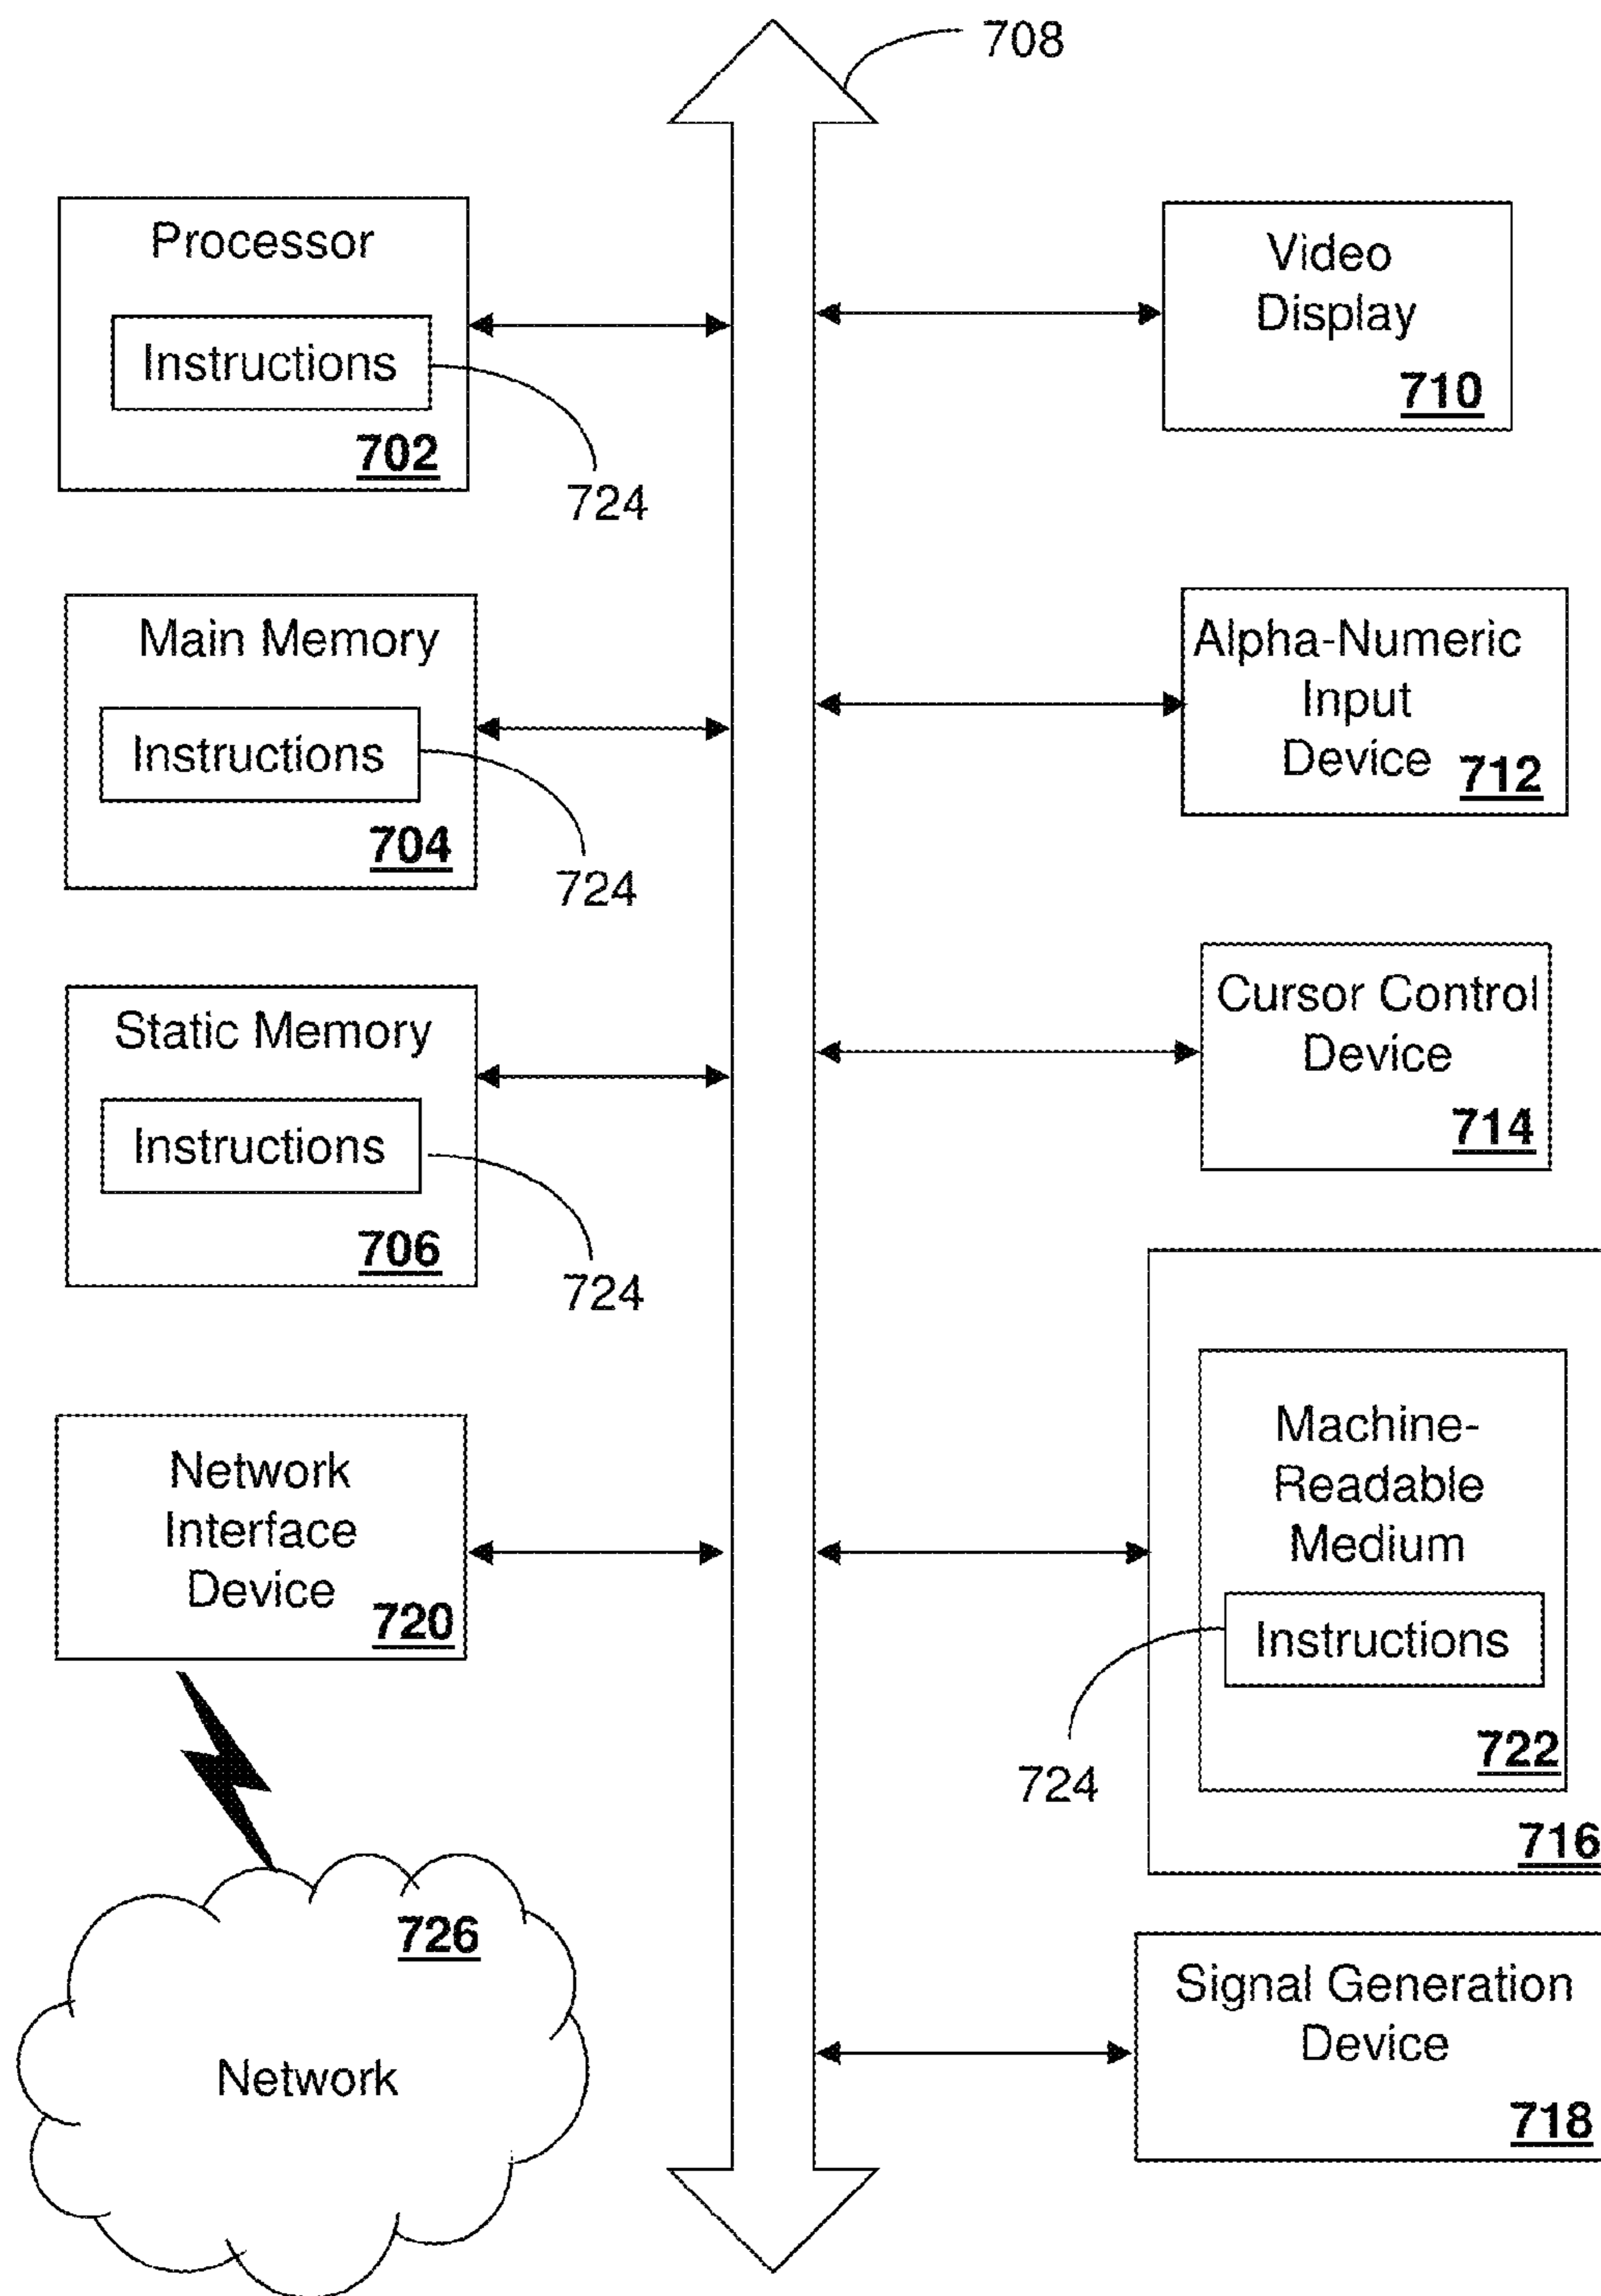 708
Processor
Instructions
702
724
Main Memory
Instructions
704
724
Static Memory
Instructions
706
724
Network
Interface
Device
720
726
Network
Video
Display
710
Alpha-Numeric
Input
Device
712
Cursor Control
Device
714
Machine-
Readable
Medium
Instructions
722
724
716
Signal Generation
Device
718